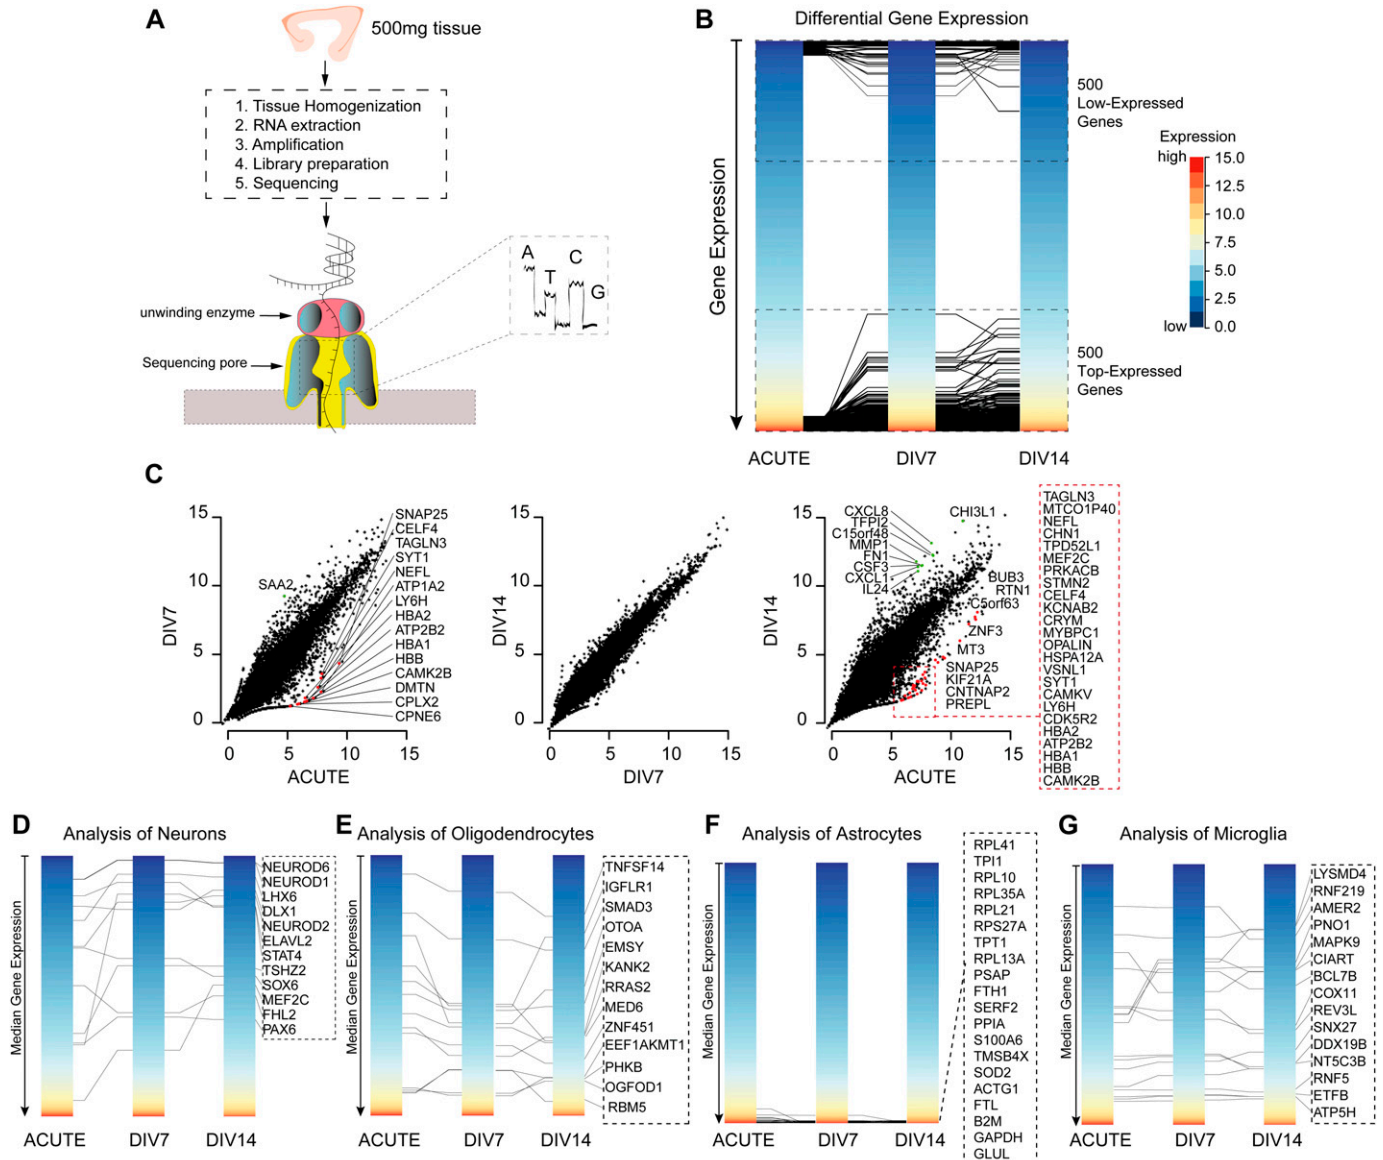 A
500mg tissue
1. Tissue Homogenization
2. RNA extraction
3. Amplification
4. Library preparation
5. Sequencing
unwinding enzyme
Sequencing pore
A
T
C
G
B
Differential Gene Expression
Gene Expression
500
Low-Expressed
Genes
500
Top-Expressed
Genes
Expression
high
low
15.0
12.5
10.0
7.5
5.0
2.5
0.0
ACUTE
DIV7
DIV14
C
DIV7
15
10
5
0
0
5
10
15
ACUTE
SAA2
SNAP25
CELF4
TAGLN3
SYT1
NEFL
ATP1A2
LY6H
HBA2
ATP2B2
HBA1
HBB
CAMK2B
DMTN
CPLX2
CPNE6
DIV14
15
10
5
0
0
5
10
15
DIV7
DIV14
15
10
5
0
0
5
10
15
ACUTE
CXCL8
TFPI2
C15orf48
MMP1
FN1
CSF3
CXCL1
IL24
CHI3L1
BUB3
RTN1
C5orf63
ZNF3
MT3
SNAP25
KIF21A
CNTNAP2
PREPL
TAGLN3
MTCO1P40
NEFL
CHN1
TPD52L1
MEF2C
PRKACB
STMN2
CELF4
KCNAB2
CRYM
MYBPC1
OPALIN
HSPA12A
VSNL1
SYT1
CAMKV
LY6H
CDK5R2
HBA2
ATP2B2
HBA1
HBB
CAMK2B
D
Analysis of Neurons
Median Gene Expression
ACUTE
DIV7
DIV14
NEUROD6
NEUROD1
LHX6
DLX1
NEUROD2
ELAVL2
STAT4
TSHZ2
SOX6
MEF2C
FHL2
PAX6
E
Analysis of Oligodendrocytes
Median Gene Expression
ACUTE
DIV7
DIV14
TNFSF14
IGFLR1
SMAD3
OTOA
EMSY
KANK2
RRAS2
MED6
ZNF451
EEF1AKMT1
PHKB
OGFOD1
RBM5
F
Analysis of Astrocytes
Median Gene Expression
ACUTE
DIV7
DIV14
RPL41
TPI1
RPL10
RPL35A
RPL21
RPS27A
TPT1
RPL13A
PSAP
FTH1
SERF2
PPIA
S100A6
TMSB4X
SOD2
ACTG1
FTL
B2M
GAPDH
GLUL
G
Analysis of Microglia
Median Gene Expression
ACUTE
DIV7
DIV14
LYSMD4
RNF219
AMER2
PNO1
MAPK9
CIART
BCL7B
COX11
REV3L
SNX27
DDX19B
NT5C3B
RNF5
ETFB
ATP5H